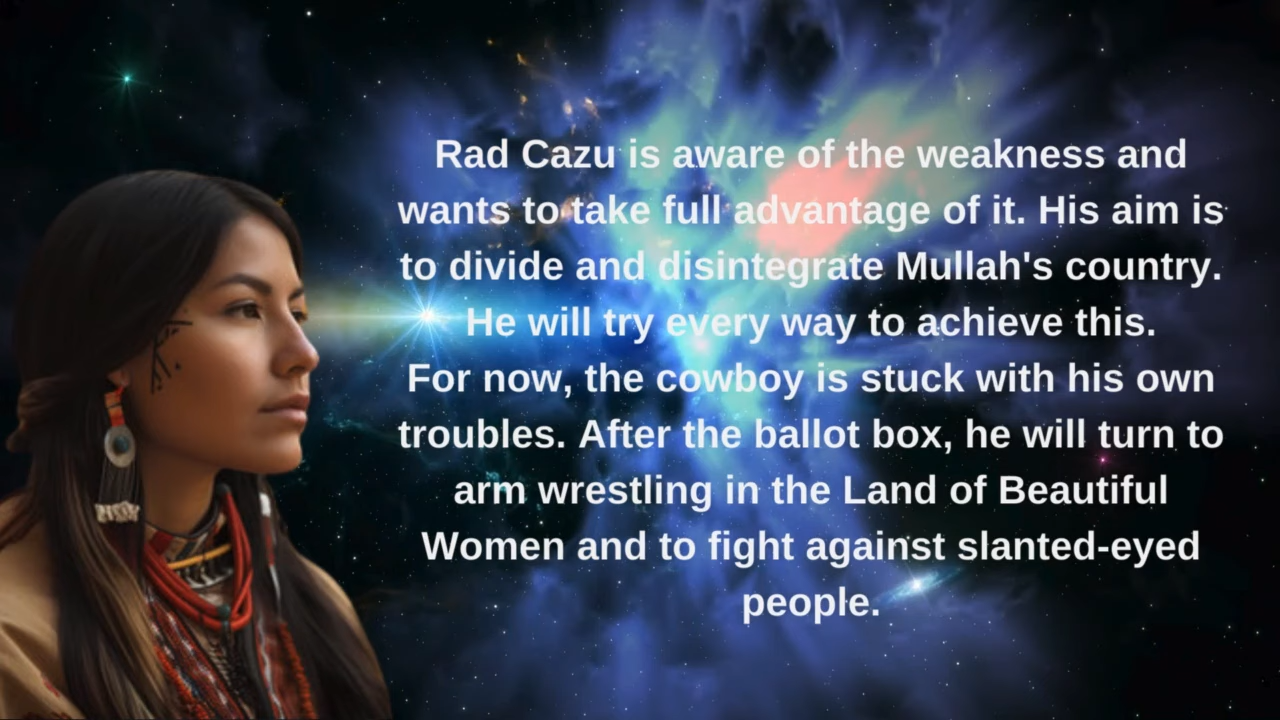 Rad Cazu is aware of the weakness and
wants to take full advantage of it. His aim is
to divide and disintegrate Mullah's country.
He will try every way to achieve this.
For now, the cowboy is stuck with his own
troubles. After the ballot box, he will turn to
arm wrestling in the Land of Beautiful
Women and to fight against slanted-eyed
people.